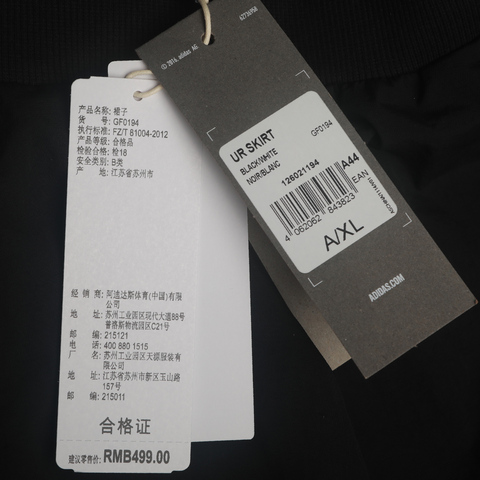 产品名称: 裙子
货 号: GF0194
执行标准: FZ/T 81004-2012
产品等级: 合格品
检验合格: 检18
安全类别: B类
产 地: 江苏省苏州市
经 销 商: 阿迪达斯体育(中国)有限
公司
地 址: 苏州工业园区现代大道88号
普洛斯物流园区C21号
邮 编: 215121
电 话: 400 880 1515
厂 名: 苏州工业园区天源服装有
限公司
地 址: 江苏省苏州市新区玉山路
157号
邮 编: 215011
合格证
建议零售价: RMB499.00
© 2016, adidas AG
UR SKIRT
GF0194
BLACK/WHITE
NOIR/BLANC
126021194
A44
4 062062 643823
EAN
A/XL
ADIDAS.COM